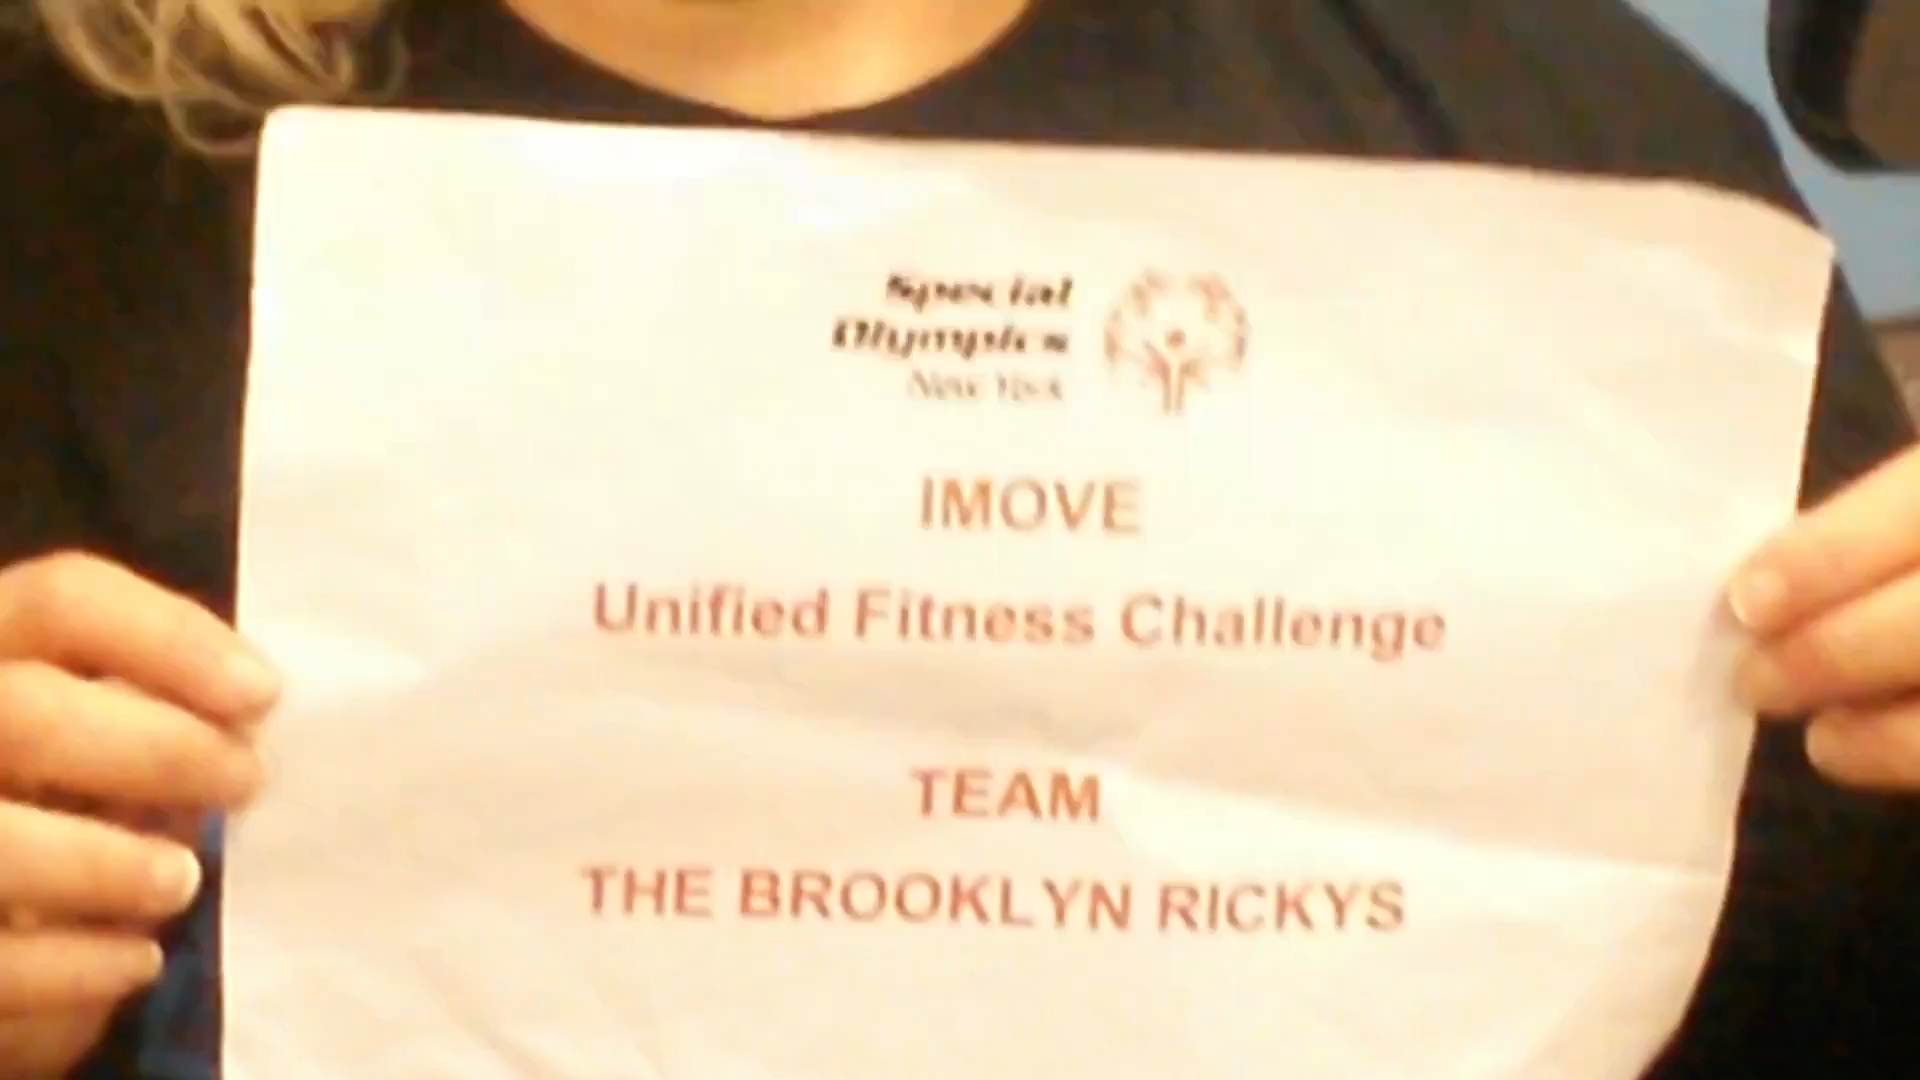 Special
Olympics
New York
IMOVE
Unified Fitness Challenge
TEAM
THE BROOKLYN RICKYS